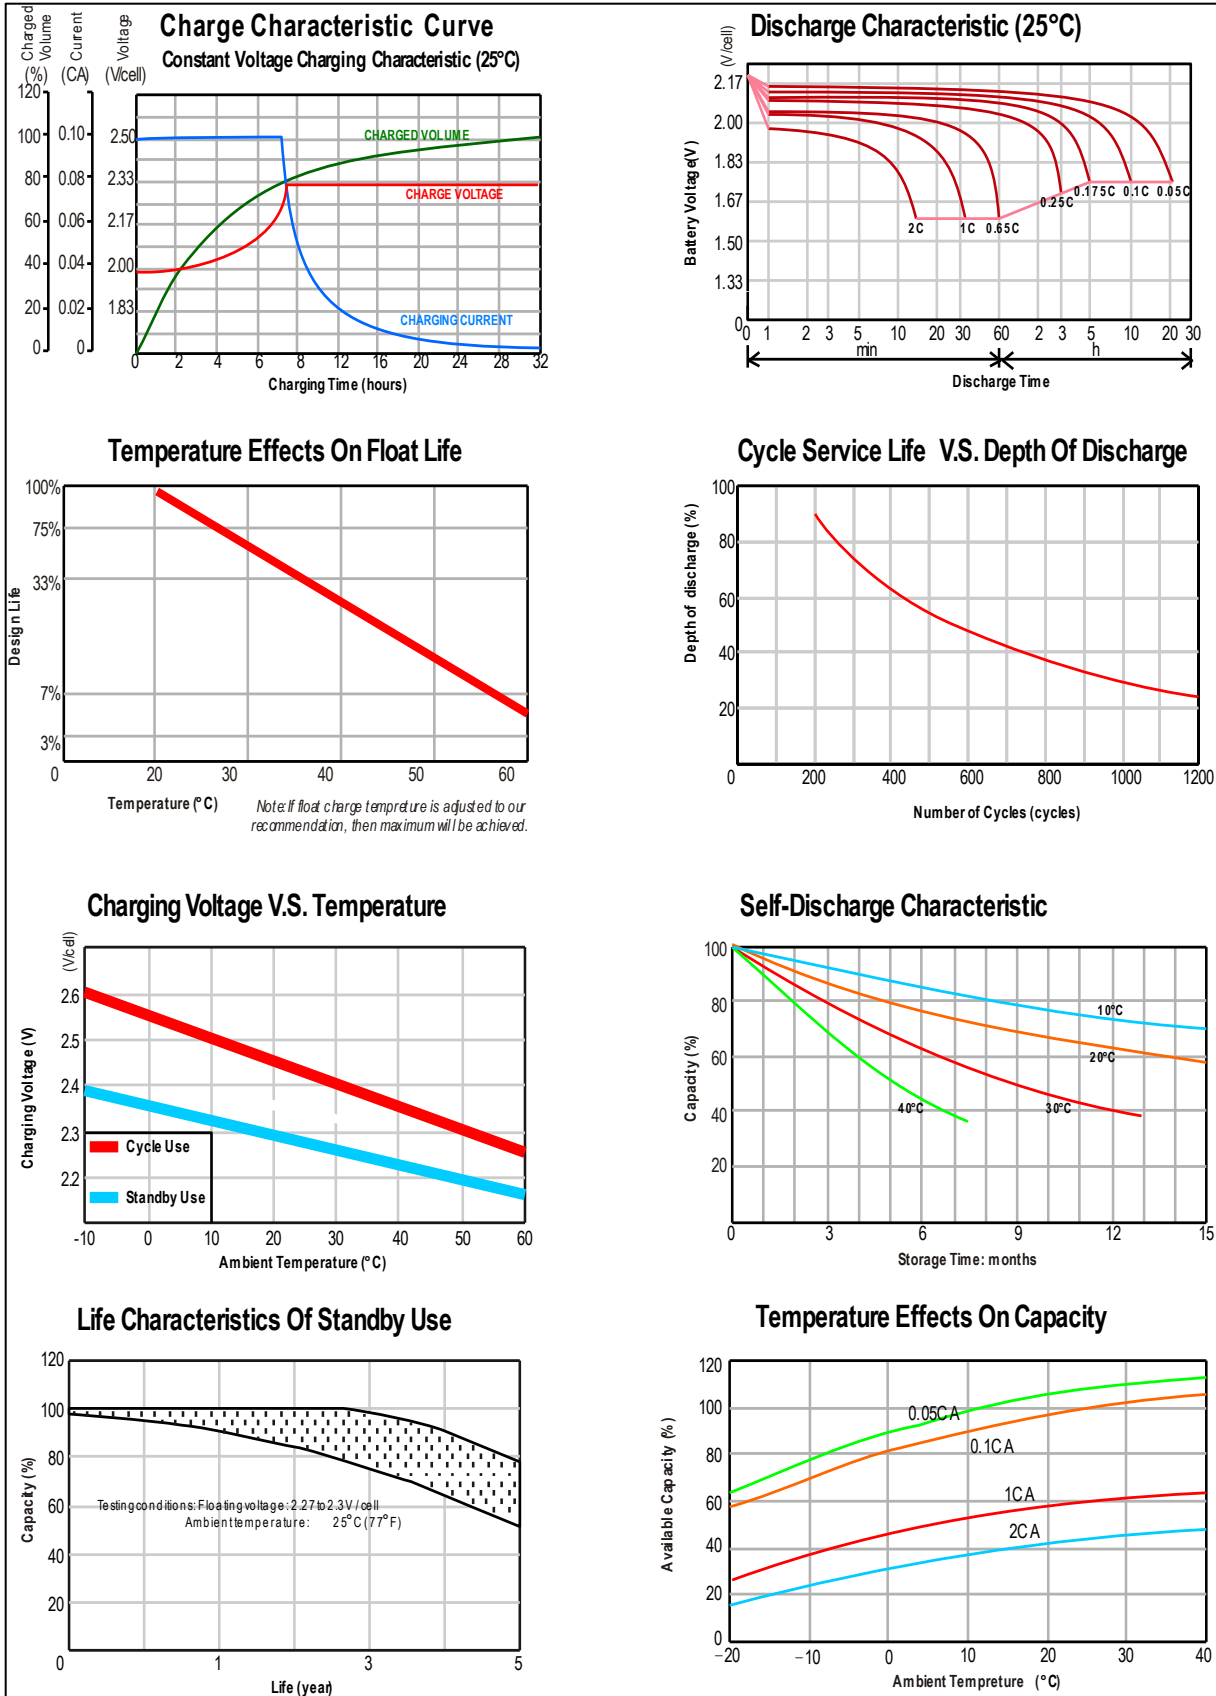 Charge Characteristic Curve
Constant Voltage Charging Characteristic (25°C)
Charged Volume
(%)
Current
(CA)
Voltage
(V/cell)
120
100
80
60
40
20
0
0.10
0.08
0.06
0.04
0.02
0
2.50
2.33
2.17
2.00
1.83
CHARGED VOLUME
CHARGE VOLTAGE
CHARGING CURRENT
0 2 4 6 8 12 16 20 24 28 32
Charging Time (hours)
Discharge Characteristic (25°C)
(V/cell)
Battery Voltage(V)
2.17
2.00
1.83
1.67
1.50
1.33
0
2C 1C 0.65C 0.25C 0.175C 0.1C 0.05C
0 1 2 3 5 10 20 30 60 2 3 5 10 20 30
min h
Discharge Time
Temperature Effects On Float Life
Design Life
100%
75%
33%
7%
3%
0 20 30 40 50 60
Temperature (°C)
Note:If float charge tempreture is adjusted to our
recommendation, then maximum will be achieved.
Cycle Service Life V.S. Depth Of Discharge
Depth of discharge (%)
100
80
60
40
20
0 200 400 600 800 1000 1200
Number of Cycles (cycles)
Charging Voltage V.S. Temperature
(V/cell)
Charging Voltage (V)
2.6
2.5
2.4
2.3
2.2
Cycle Use
Standby Use
-10 0 10 20 30 40 50 60
Ambient Temperature (°C)
Self-Discharge Characteristic
Capacity (%)
100
80
60
40
20
10°C
20°C
30°C
40°C
0 3 6 9 12 15
Storage Time: months
Life Characteristics Of Standby Use
Capacity (%)
120
100
80
60
40
20
Testing conditions: Floating voltage: 2.27 to 2.3V / cell
Ambient temperature: 25°C (77°F)
0 1 3 5
Life (year)
Temperature Effects On Capacity
Available Capacity (%)
120
100
80
60
40
20
0
0.05CA
0.1CA
1CA
2CA
-20 -10 0 10 20 30 40
Ambient Tempreture (°C)